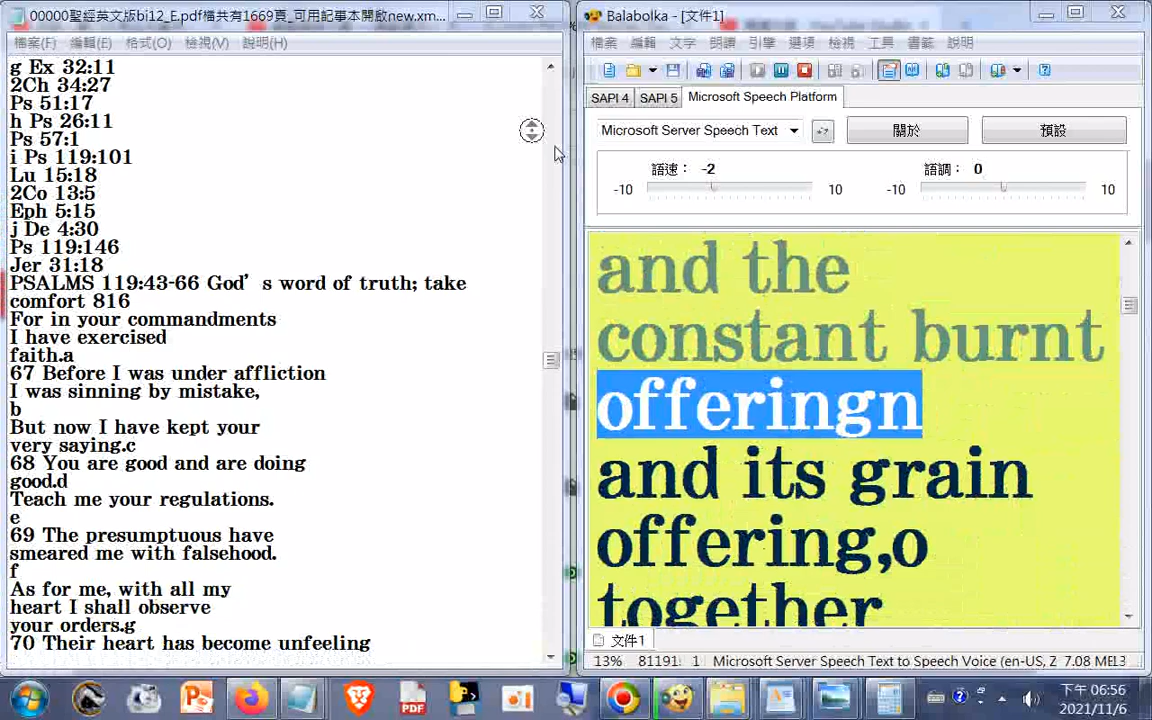 00000聖經英文版bi12_E.pdf檔共有1669頁_可用記事本開啟new.xm...
檔案(F) 編輯(E) 格式(O) 檢視(V) 說明(H)
g Ex 32:11
2Ch 34:27
Ps 51:17
h Ps 26:11
Ps 57:1
i Ps 119:101
Lu 15:18
2Co 13:5
Eph 5:15
j De 4:30
Ps 119:146
Jer 31:18
PSALMS 119:43-66 God’s word of truth; take
comfort 816
For in your commandments
I have exercised
faith.a
67 Before I was under affliction
I was sinning by mistake,
b
But now I have kept your
very saying.c
68 You are good and are doing
good.d
Teach me your regulations.
e
69 The presumptuous have
smeared me with falsehood.
f
As for me, with all my
heart I shall observe
your orders.g
70 Their heart has become unfeeling
Balabolka - [文件1]
檔案 編輯 文字 朗讀 引擎 選項 檢視 工具 書籤 說明
SAPI 4 SAPI 5 Microsoft Speech Platform
Microsoft Server Speech Text 關於 預設
語速： -2 語調： 0
-10 10 -10 10
and the
constant burnt
offeringn
and its grain
offering,o
together
文件1
13% 81191: 1 Microsoft Server Speech Text to Speech Voice (en-US, Z 7.08 ME13
PDF
下午 06:56
2021/11/6